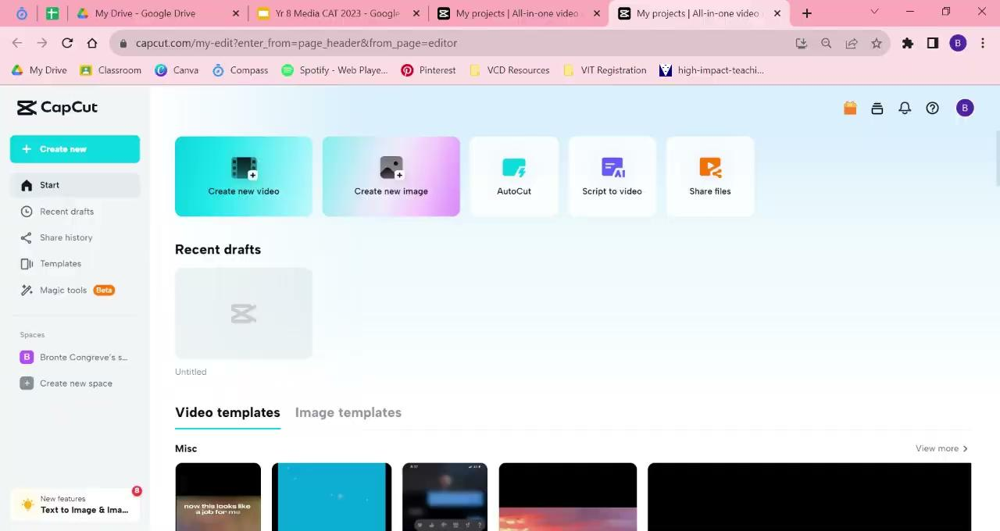 My Drive - Google Drive
Yr 8 Media CAT 2023 - Google
My projects | All-in-one video
My projects | All-in-one video
capcut.com/my-edit?enter_from=page_header&from_page=editor
B
My Drive
Classroom
Canva
Compass
Spotify - Web Playe...
Pinterest
VCD Resources
VIT Registration
high-impact-teachi...
CapCut
B
Create new
Start
Recent drafts
Share history
Templates
Magic tools Beta
Spaces
B Bronte Congreve's s...
Create new space
New features
Text to Image & Ima...
8
Create new video
Create new image
AutoCut
AI
Script to video
Share files
Recent drafts
Untitled
Video templates
Image templates
Misc
View more
now this looks like
a job for me